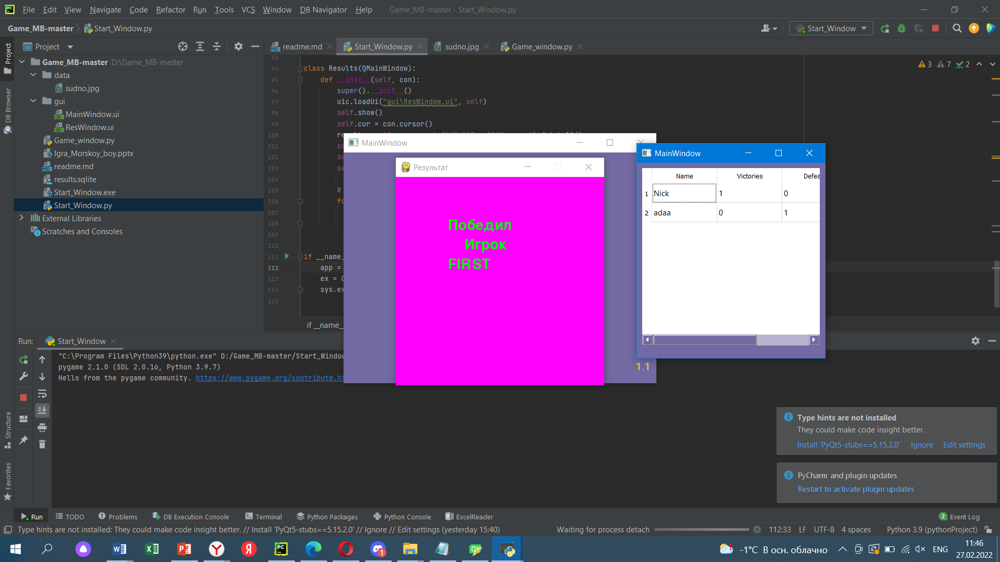 File Edit View Navigate Code Refactor Run Tools VCS Window DB Navigator Help Game_MB-master - Start_Window.py
Game_MB-master Start_Window.py Start_Window
Project readme.md Start_Window.py sudno.jpg Game_window.py
Project
DB Browser
Structure
Favorites
Game_MB-master D:\Game_MB-master
data
sudno.jpg
gui
MainWindow.ui
ResWindow.ui
Game_window.py
Igra_Morskoy_boy.pptx
readme.md
results.sqlite
Start_Window.exe
Start_Window.py
External Libraries
Scratches and Consoles
3 7 2
93
94 class Results(QMainWindow):
95 def __init__(self, con):
96 super().__init__()
97 uic.loadUi("gui\ResWindow.ui", self)
98 self.show()
99 self.cur = con.cursor()
100 re
101 se
102 se
103 se
104
105 #
106 fo
107
108
109
110
111 if __name_
112 app =
113 ex =
114 sys.ex
115
if __name_
MainWindow
1.1
Результат
Победил
Игрок
FIRST
MainWindow
Name Victories Defea
1 Nick 1 0
2 adaa 0 1
Run: Start_Window
"C:\Program Files\Python39\python.exe" D:/Game_MB-master/Start_Window
pygame 2.1.0 (SDL 2.0.16, Python 3.9.7)
Hello from the pygame community. https://www.pygame.org/contribute.ht
Type hints are not installed
They could make code insight better.
Install 'PyQt5-stubs==5.15.2.0' Ignore Edit settings
PyCharm and plugin updates
Restart to activate plugin updates
Run TODO Problems DB Execution Console Terminal Python Packages Python Console ExcelReader 2 Event Log
Type hints are not installed: They could make code insight better. // Install 'PyQt5-stubs==5.15.2.0' // Ignore // Edit settings (yesterday 15:40) Waiting for process detach 112:33 LF UTF-8 4 spaces Python 3.9 (pythonProject)
-1°C В осн. облачно ENG 11:46
27.02.2022